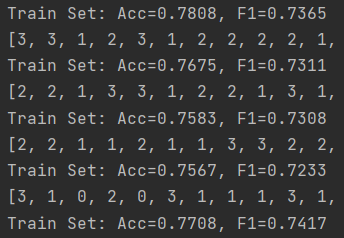 Train Set: Acc=0.7808, F1=0.7365
[3, 3, 1, 2, 3, 1, 2, 2, 2, 2, 1,
Train Set: Acc=0.7675, F1=0.7311
[2, 2, 1, 3, 3, 1, 2, 2, 1, 3, 1,
Train Set: Acc=0.7583, F1=0.7308
[2, 2, 1, 1, 2, 1, 1, 3, 3, 2, 2,
Train Set: Acc=0.7567, F1=0.7233
[3, 1, 0, 2, 0, 3, 1, 1, 1, 3, 1,
Train Set: Acc=0.7708, F1=0.7417